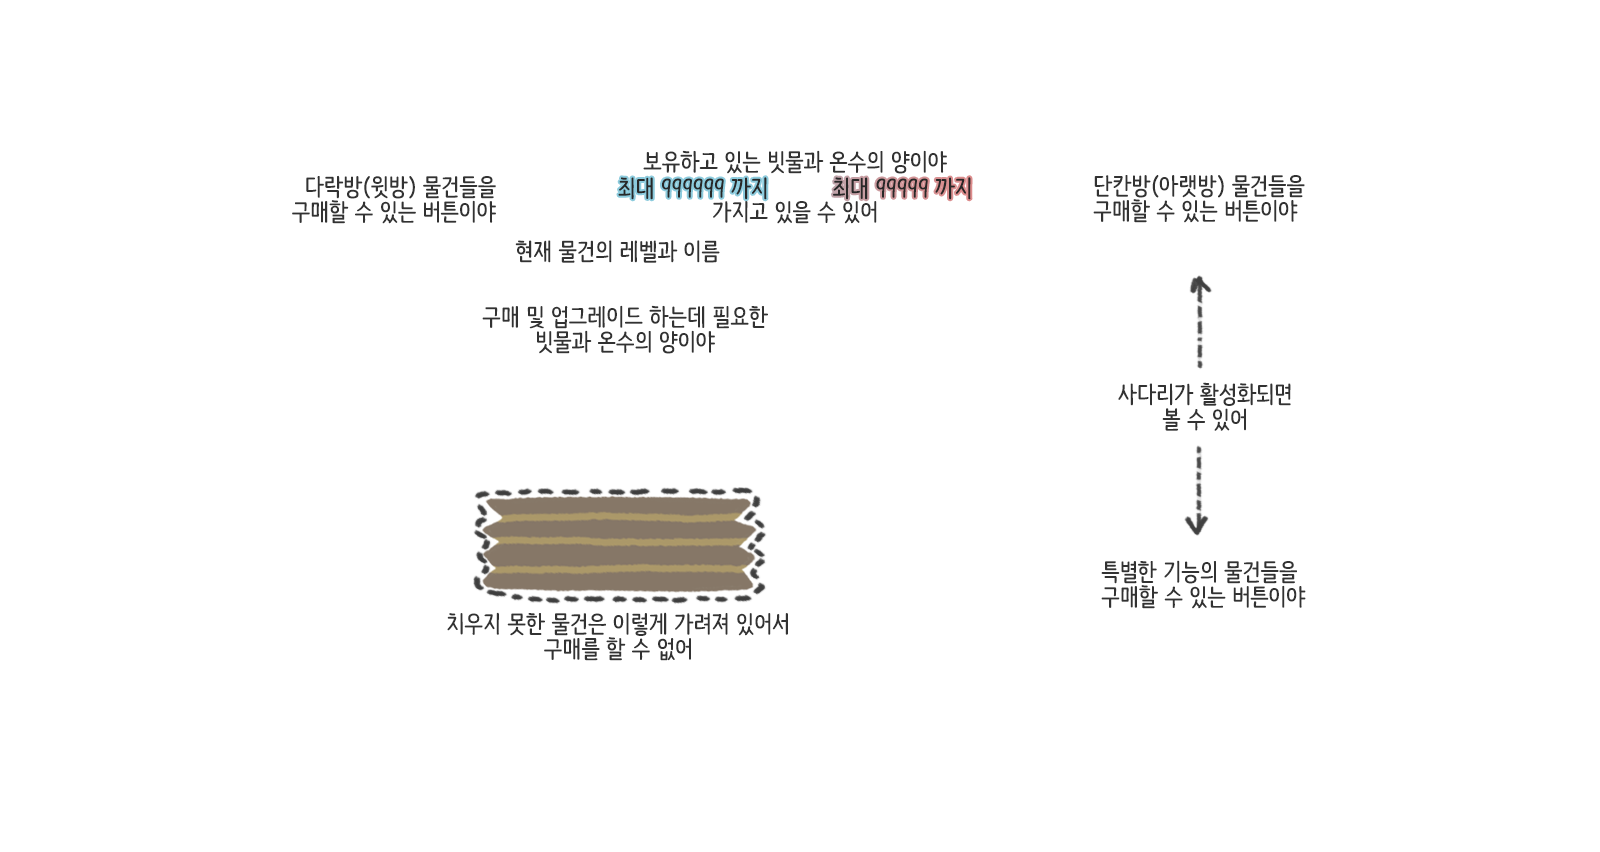 보유하고 있는 빗물과 온수의 양이야
최대 999999 까지
최대 99999 까지
가지고 있을 수 있어
다락방(윗방) 물건들을
구매할 수 있는 버튼이야
단칸방(아랫방) 물건들을
구매할 수 있는 버튼이야
현재 물건의 레벨과 이름
구매 및 업그레이드 하는데 필요한
빗물과 온수의 양이야
사다리가 활성화되면
볼 수 있어
특별한 기능의 물건들을
구매할 수 있는 버튼이야
치우지 못한 물건은 이렇게 가려져 있어서
구매를 할 수 없어